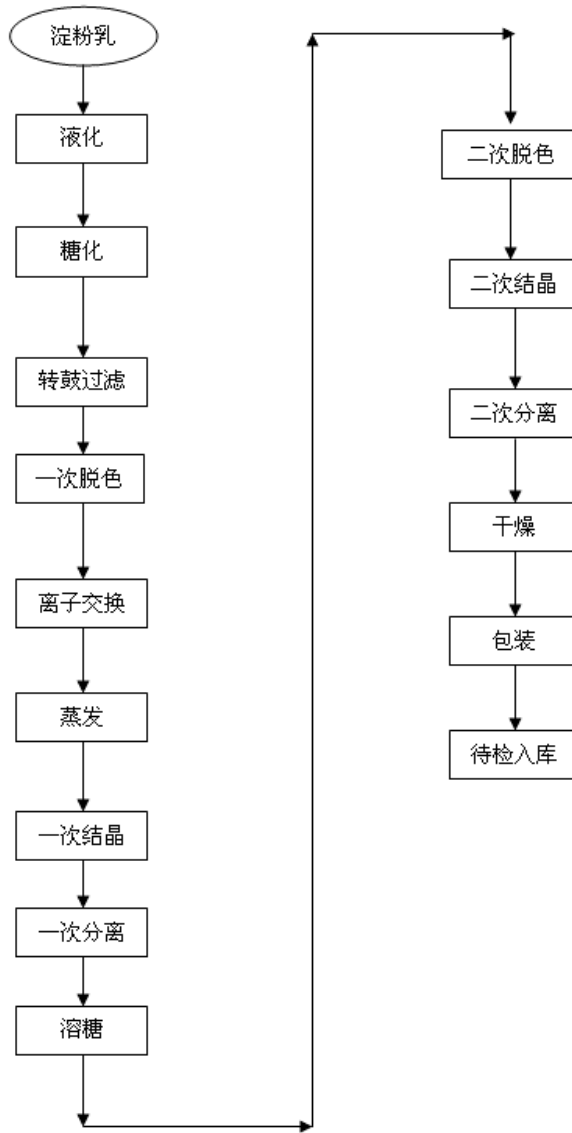 淀粉乳
液化
糖化
转鼓过滤
一次脱色
离子交换
蒸发
一次结晶
一次分离
溶糖
二次脱色
二次结晶
二次分离
干燥
包装
待检入库